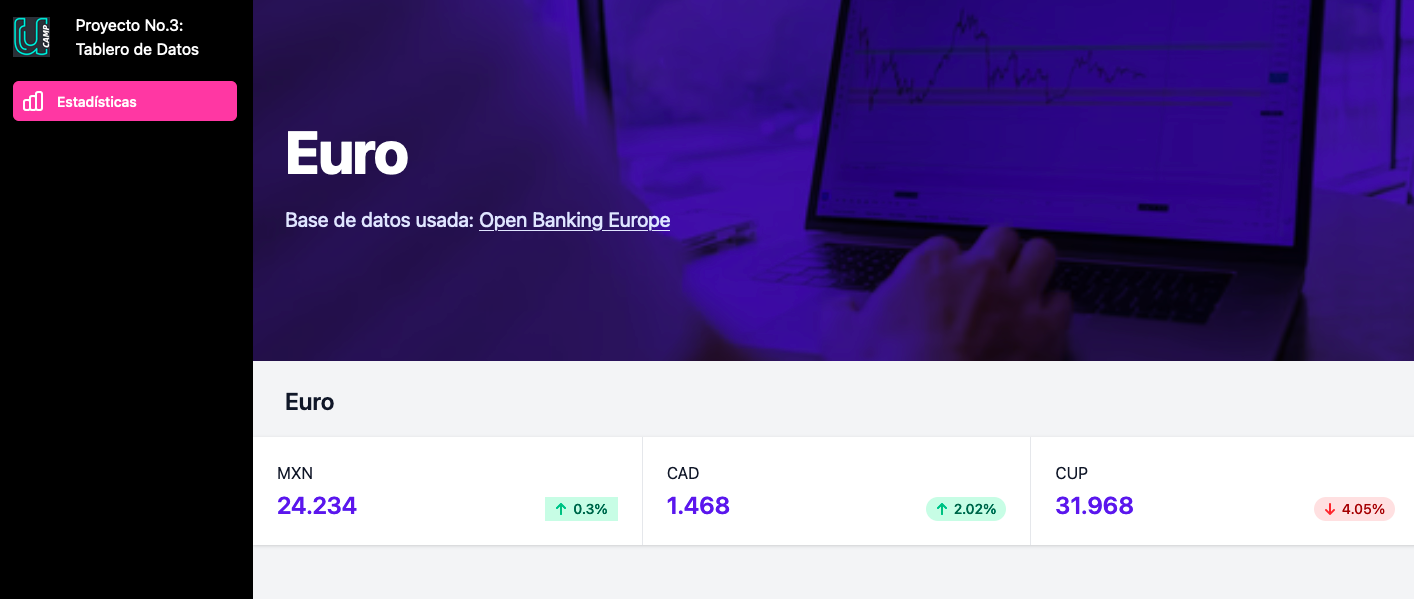 CAMP
Proyecto No.3:
Tablero de Datos
Estadísticas
Euro
Base de datos usada: Open Banking Europe
Euro
MXN
24.234
0.3%
CAD
1.468
2.02%
CUP
31.968
4.05%